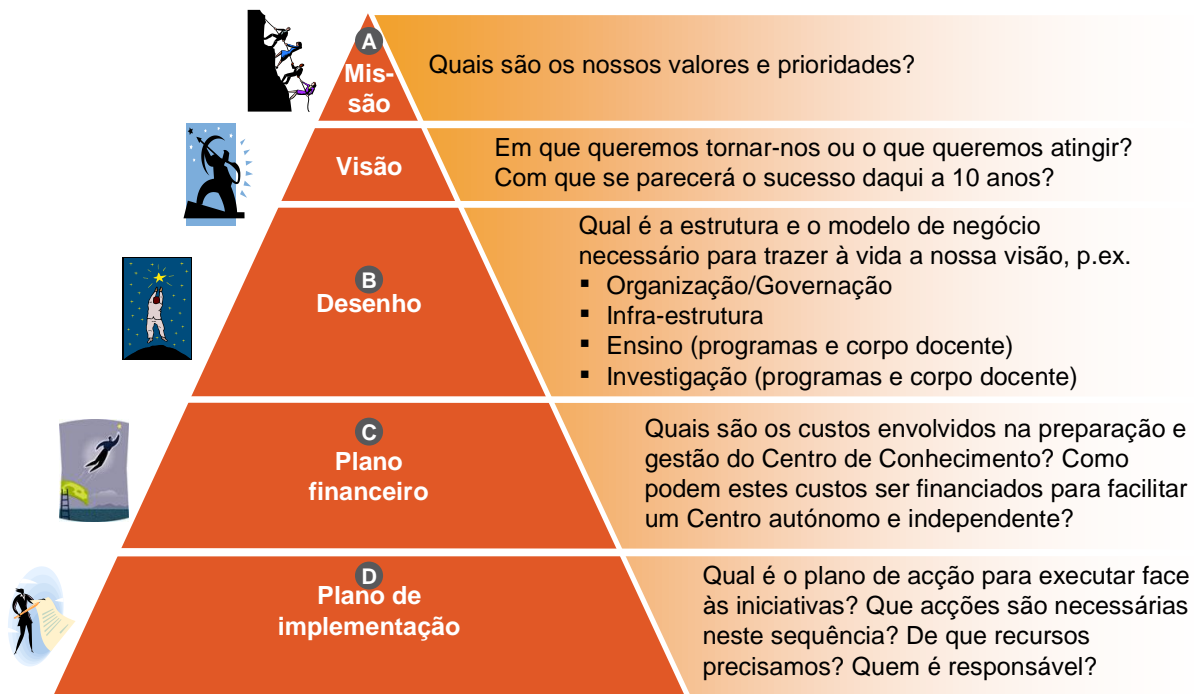 A
Mis-
são
Quais são os nossos valores e prioridades?
Visão
Em que queremos tornar-nos ou o que queremos atingir?
Com que se parecerá o sucesso daqui a 10 anos?
B
Desenho
Qual é a estrutura e o modelo de negócio
necessário para trazer à vida a nossa visão, p.ex.
▪ Organização/Governação
▪ Infra-estrutura
▪ Ensino (programas e corpo docente)
▪ Investigação (programas e corpo docente)
C
Plano
financeiro
Quais são os custos envolvidos na preparação e
gestão do Centro de Conhecimento? Como
podem estes custos ser financiados para facilitar
um Centro autónomo e independente?
D
Plano de
implementação
Qual é o plano de acção para executar face
às iniciativas? Que acções são necessárias
neste sequência? De que recursos
precisamos? Quem é responsável?